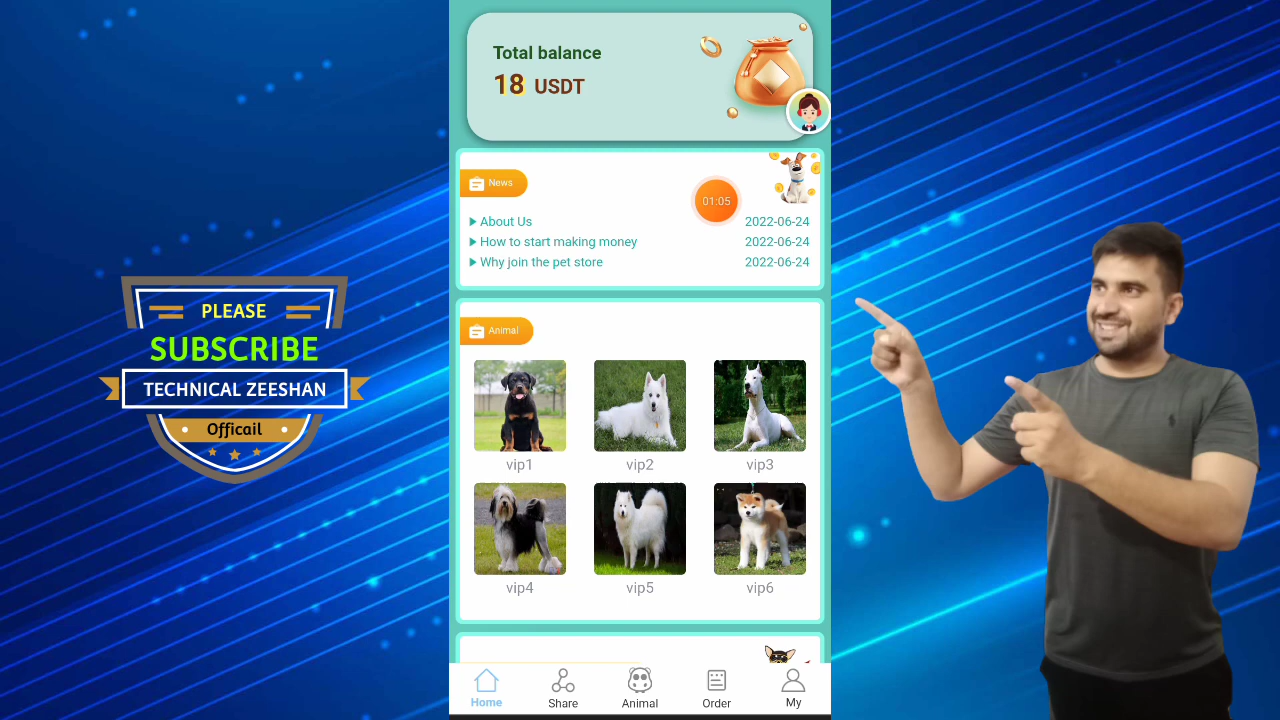 PLEASE
SUBSCRIBE
TECHNICAL ZEESHAN
Officail
Total balance
18 USDT
News
01:05
About Us 2022-06-24
How to start making money 2022-06-24
Why join the pet store 2022-06-24
Animal
vip1 vip2 vip3
vip4 vip5 vip6
Home Share Animal Order My